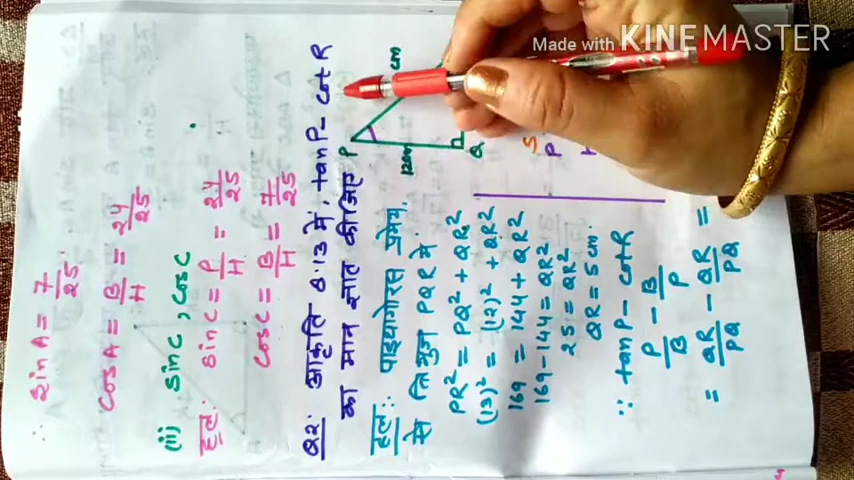 ∴ sin A = 7/25
cos A = B/H = 24/25
(ii) sin C, cos C
हल: sin C = P/H = 24/25
cos C = B/H = 7/25
Q2. आकृति 8.13 में, tan P - cot R
का मान ज्ञात कीजिए
P
12cm
Q
cm
हल: पाइथागोरस प्रमेय
से त्रिभुज PQR में
PR² = PQ² + QR²
(13)² = (12)² + QR²
169 = 144 + QR²
169-144 = QR²
25 = QR²
QR = 5 cm
∵ tan P - cot R
P/B - B/P
= QR/PQ - QR/PQ =
Made with KINEMASTER